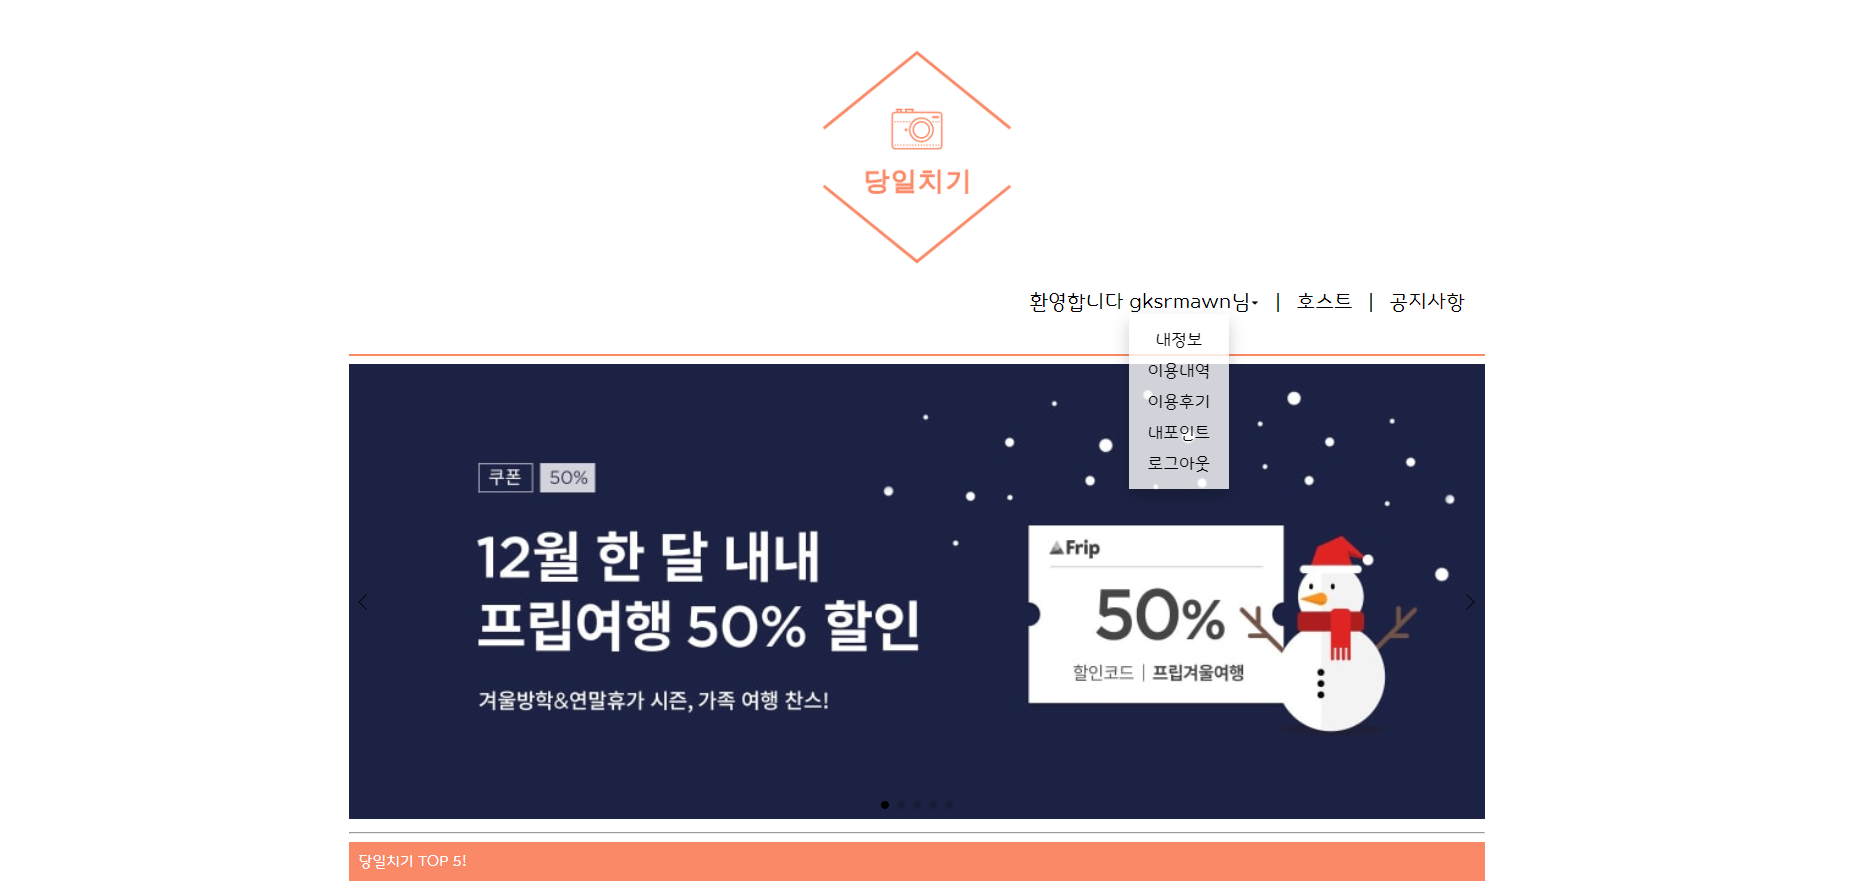 당일치기
환영합니다 gksrmawn님 | 호스트 | 공지사항
내정보
이용내역
이용후기
내포인트
로그아웃
쿠폰 50%
12월 한 달 내내
프립여행 50% 할인
겨울방학&연말휴가 시즌, 가족 여행 찬스!
Frip
50%
할인코드 | 프립겨울여행
당일치기 TOP 5!